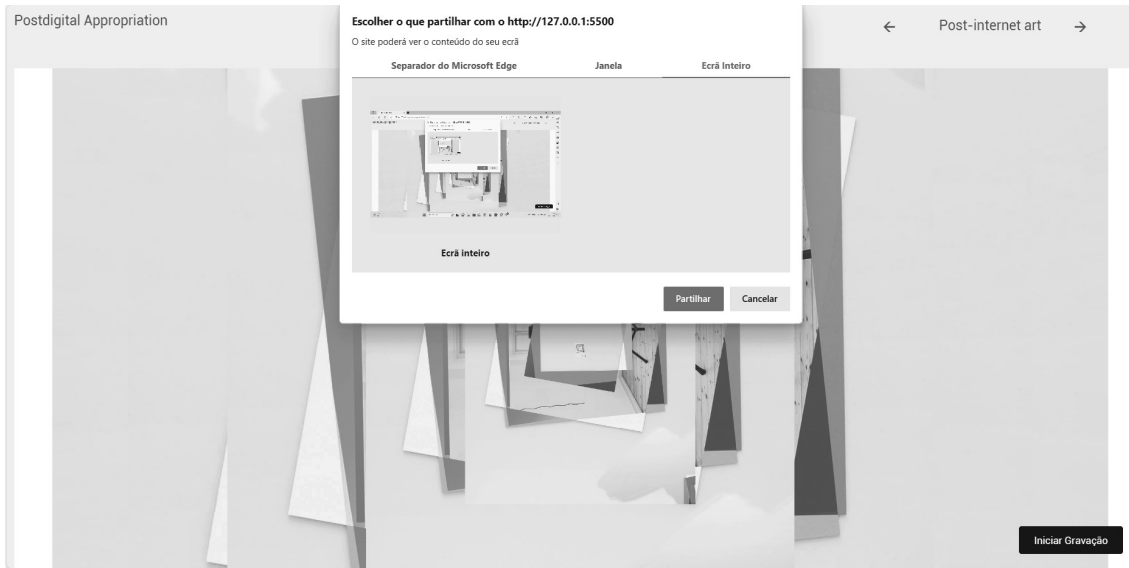 Postdigital Appropriation
Escolher o que partilhar com o http://127.0.0.1:5500
O site poderá ver o conteúdo do seu ecrã
← Post-internet art →
Separador do Microsoft Edge Janela Ecrã Inteiro
Ecrã inteiro
Partilhar Cancelar
Iniciar Gravação